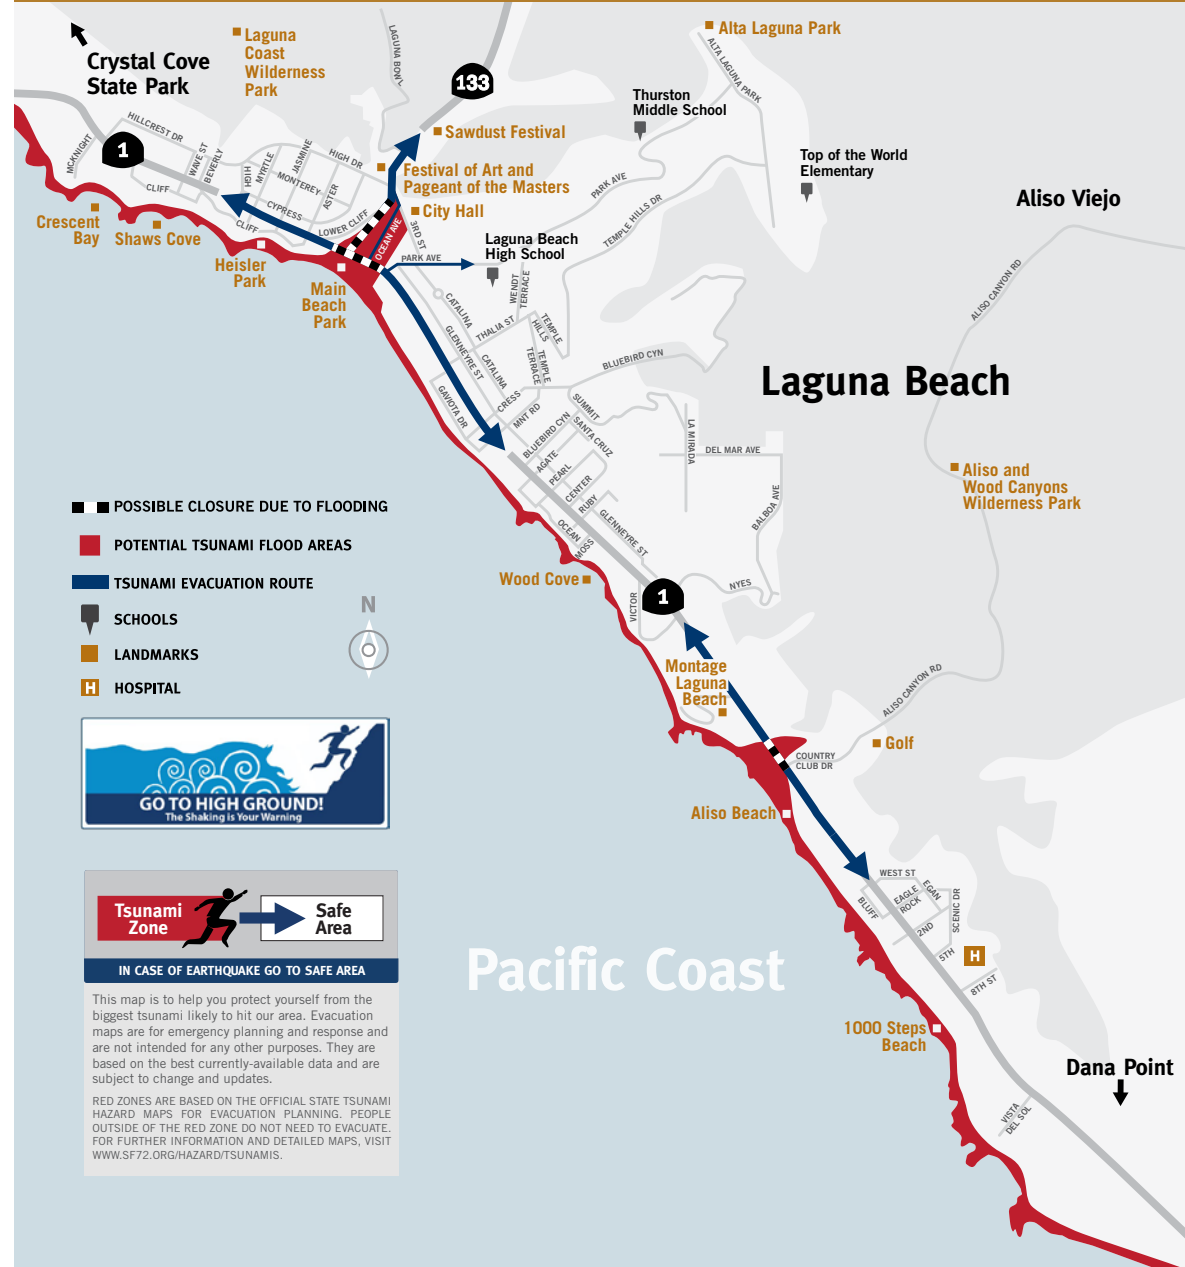 Crystal Cove
State Park
Laguna
Coast
Wilderness
Park
LAGUNA BOWL
133
Alta Laguna Park
ALTA LAGUNA PARK
Thurston
Middle School
Top of the World
Elementary
Aliso Viejo
HILLCREST DR
MCKNIGHT
1
WAVE ST
BEVERLY
CLIFF
HIGH
MYRTLE
JASMINE
HIGH DR
MONTEREY
ASTER
CYPRESS
CLIFF
LOWER CLIFF
Sawdust Festival
Festival of Art and
Pageant of the Masters
City Hall
OCEAN AVE
3RD ST
PARK AVE
PARK AVE
TEMPLE HILLS DR
Laguna Beach
High School
Crescent
Bay
Shaws Cove
Heisler
Park
Main
Beach
Park
WENDT
TERRACE
CATALINA
GLENNEYRE ST
THALIA ST
TEMPLE
HILLS
TEMPLE
TERRACE
CATALINA
CRESS
MNT RD
GAVIOTA DR
BLUEBIRD CYN
SUMMIT
BLUEBIRD CYN
SANTA CRUZ
AGATE
PEARL
CENTER
RUBY
GLENNEYRE ST
OCEAN
MOSS
LA MIRADA
DEL MAR AVE
BALBOA AVE
NYES
VICTOR
ALISO CANYON RD
Laguna Beach
Aliso and
Wood Canyons
Wilderness Park
POSSIBLE CLOSURE DUE TO FLOODING
POTENTIAL TSUNAMI FLOOD AREAS
TSUNAMI EVACUATION ROUTE
SCHOOLS
LANDMARKS
H HOSPITAL
N
Wood Cove
1
Montage
Laguna
Beach
ALISO CANYON RD
Golf
COUNTRY
CLUB DR
Aliso Beach
GO TO HIGH GROUND!
The Shaking is Your Warning
Tsunami
Zone
Safe
Area
IN CASE OF EARTHQUAKE GO TO SAFE AREA
This map is to help you protect yourself from the
biggest tsunami likely to hit our area. Evacuation
maps are for emergency planning and response and
are not intended for any other purposes. They are
based on the best currently-available data and are
subject to change and updates.
RED ZONES ARE BASED ON THE OFFICIAL STATE TSUNAMI
HAZARD MAPS FOR EVACUATION PLANNING. PEOPLE
OUTSIDE OF THE RED ZONE DO NOT NEED TO EVACUATE.
FOR FURTHER INFORMATION AND DETAILED MAPS, VISIT
WWW.SF72.ORG/HAZARD/TSUNAMIS.
Pacific Coast
WEST ST
BLUFF
EAGLE
ROCK
EGAN
SCENIC DR
2ND
5TH
H
8TH ST
1000 Steps
Beach
Dana Point
VISTA
DEL SOL